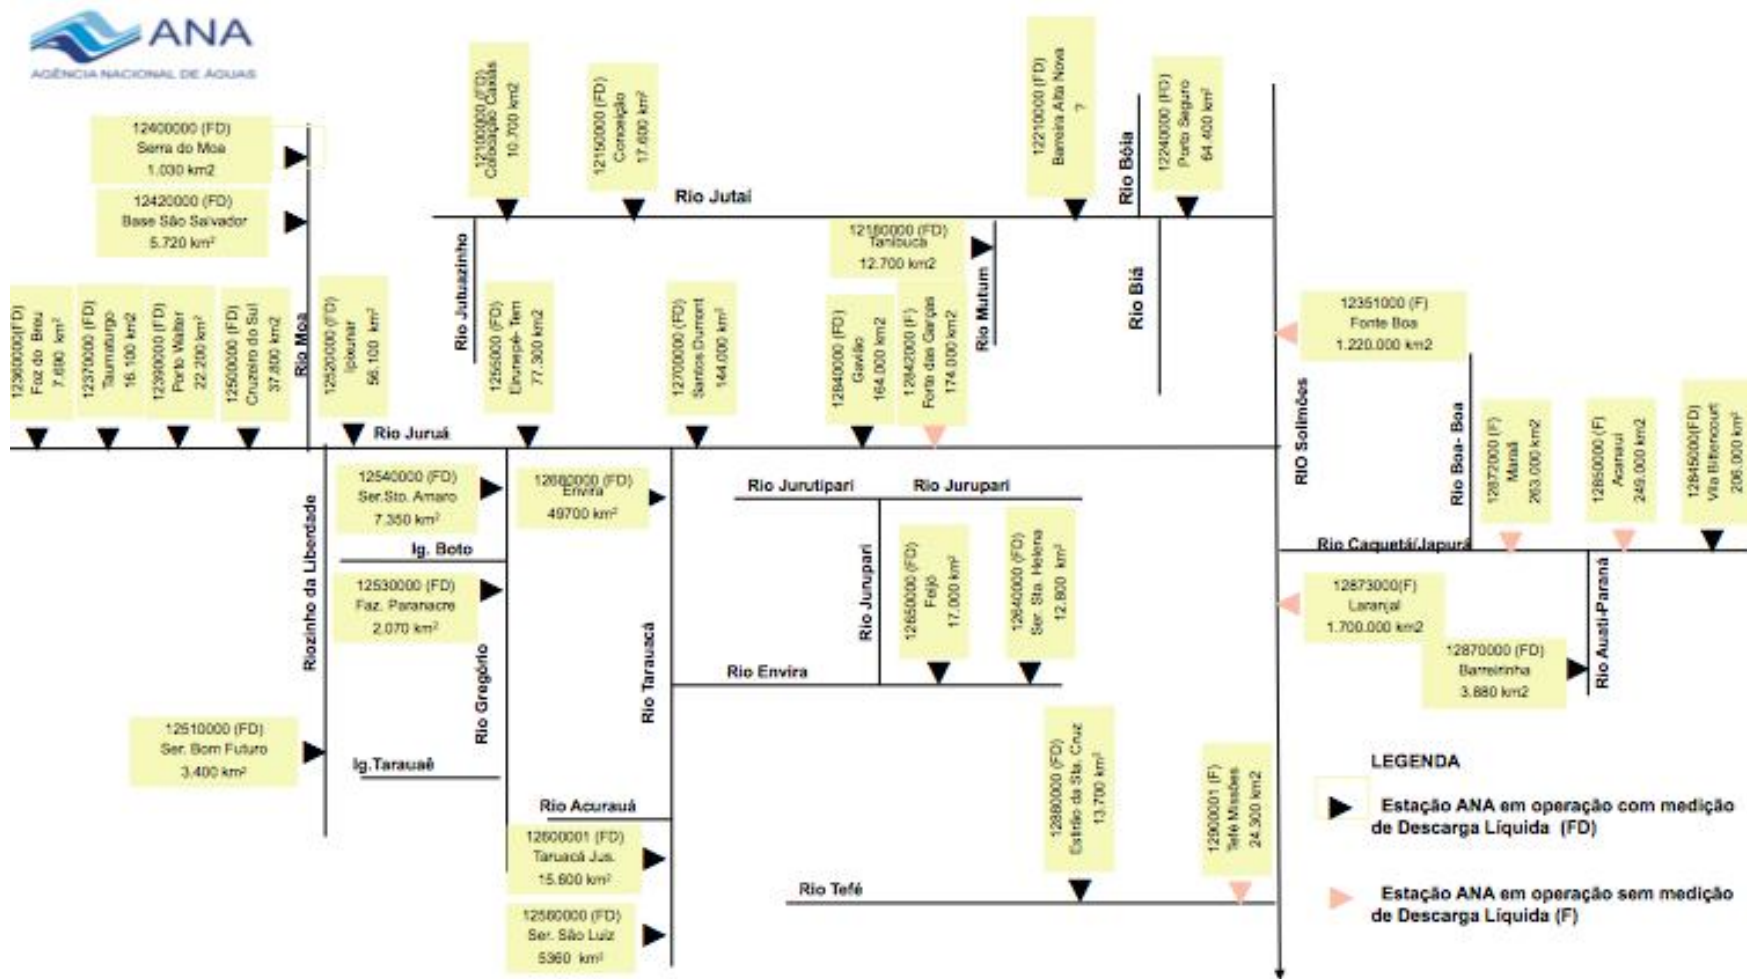 ANA
AGÊNCIA NACIONAL DE ÁGUAS
12400000 (FD)
Serra do Moa
1.030 km2
12420000 (FD)
Base São Salvador
5.720 km²
12360000(FD)
Foz do Breu
7.690 km²
12370000 (FD)
Taumaturgo
16.100 km2
12390000 (FD)
Porto Walter
22.200 km²
12500000 (FD)
Cruzeiro do Sul
37.800 km2
Rio Moa
12520000 (FD)
Ipixuna
56.100 km²
Rio Juruá
12100000 (FD)
Colocação Caxias
10.700 km2
12150000 (FD)
Conceição
17.600 km²
Rio Jutaí
12210000 (FD)
Barreira Alta Nova
?
Rio Bóia
12240000 (FD)
Porto Seguro
64.400 km²
Rio Jutuazinho
12555000 (FD)
Eirunepé- Tem
77.300 km2
12700000 (FD)
Santos Dumont
144.000 km²
12180000 (FD)
Tanibuca
12.700 km2
12840000 (FD)
Gavião
164.000 km2
12842000 (F)
Fonte das Garças
174.000 km2
Rio Mutum
Rio Biá
12351000 (F)
Fonte Boa
1.220.000 km2
RIO Solimões
Rio Boa- Boa
12872000 (F)
Maraã
263.000 km2
12850000 (F)
Acanauí
249.000 km2
12845000(FD)
Vila Bittencourt
206.000 km²
Rio Caquetá/Japurá
12873000(F)
Laranjal
1.700.000 km2
12870000 (FD)
Barreirinha
3.880 km2
Rio Auati-Paraná
Riozinho da Liberdade
12540000 (FD)
Ser.Sto. Amaro
7.350 km²
Ig. Boto
12530000 (FD)
Faz. Paranacre
2.070 km²
Rio Gregório
12510000 (FD)
Ser. Bom Futuro
3.400 km²
Ig.Tarauaê
12680000 (FD)
Envira
49700 km²
Rio Tarauacá
Rio Jurutipari
Rio Jurupari
Rio Jurupari
12650000 (FD)
Feijó
17.000 km²
12640000 (FD)
Ser. Sta. Helena
12.800 km²
Rio Envira
Rio Acurauá
12600001 (FD)
Taruacá Jus.
15.600 km²
12580000 (FD)
Ser. São Luiz
5360 km²
12880000 (FD)
Estirão da Sta. Cruz
13.700 km²
12900001 (F)
Tefé Missões
24.300 km2
Rio Tefé
LEGENDA
Estação ANA em operação com medição
de Descarga Líquida (FD)
Estação ANA em operação sem medição
de Descarga Líquida (F)